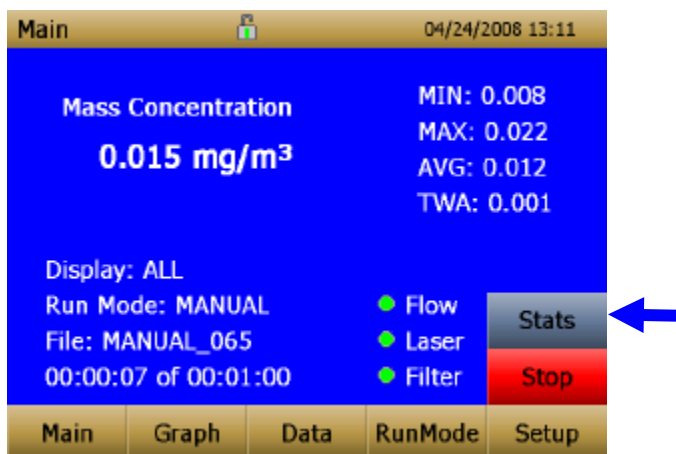 Main 04/24/2008 13:11
Mass Concentration
0.015 mg/m³
MIN: 0.008
MAX: 0.022
AVG: 0.012
TWA: 0.001
Display: ALL
Run Mode: MANUAL
File: MANUAL_065
00:00:07 of 00:01:00
Flow
Laser
Filter
Stats
Stop
Main Graph Data RunMode Setup